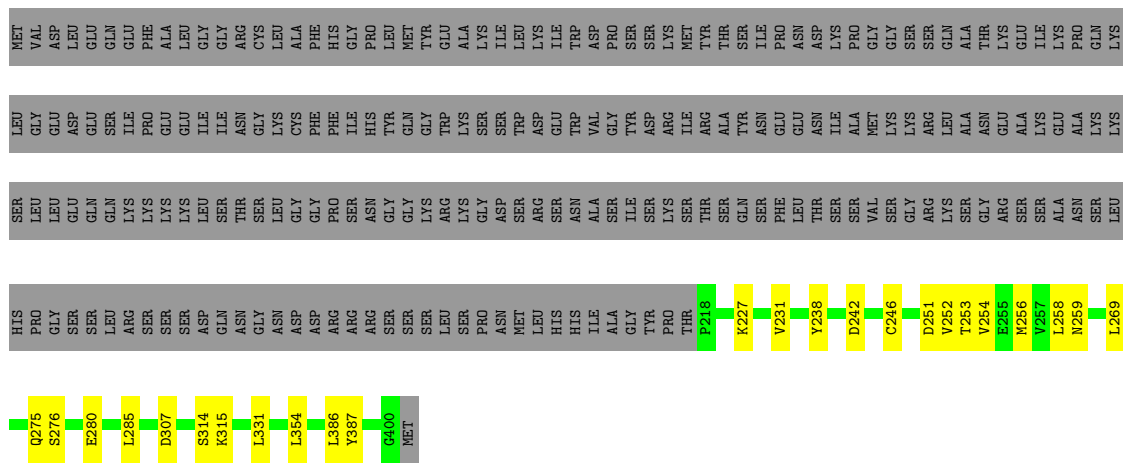 MET VAL ASP LEU GLU GLN GLU PHE ALA LEU GLY GLY ARG CYS LEU ALA PHE HIS GLY PRO LEU MET TYR GLU ALA LYS ILE LEU LYS ILE TRP ASP PRO SER SER LYS MET TYR THR SER ILE PRO ASN ASP LYS PRO GLY GLY SER SER GLN ALA THR LYS GLU ILE LYS PRO GLN LYS
LEU GLY GLU ASP GLU SER ILE PRO GLU GLU ILE ILE ASN GLY LYS CYS PHE PHE ILE HIS TYR GLN GLY TRP LYS SER SER TRP ASP GLU TRP VAL GLY TYR ASP ARG ILE ARG ALA TYR ASN GLU GLU ASN ILE ALA MET LYS LYS ARG LEU ALA ASN GLU ALA LYS GLU ALA LYS LYS
SER LEU LEU GLU GLN GLN LYS LYS LYS LYS LEU SER THR SER LEU GLY GLY PRO SER ASN GLY GLY LYS ARG LYS GLY ASP SER ARG SER ASN ALA SER ILE SER LYS SER THR SER GLN SER PHE LEU THR SER SER VAL SER GLY ARG LYS SER GLY ARG SER SER ALA ASN SER LEU
HIS PRO GLY SER SER LEU ARG SER SER SER ASP GLN ASN GLY ASN ASP ASP ARG ARG ARG SER SER SER LEU SER PRO ASN MET LEU HIS HIS ILE ALA GLY TYR PRO THR P218 K227 V231 Y238 D242 C246 D251 V252 T253 V254 E255 M256 V257 L258 N259 L269
Q275 S276 E280 L285 D307 S314 K315 L331 L354 L386 Y387 G400 MET